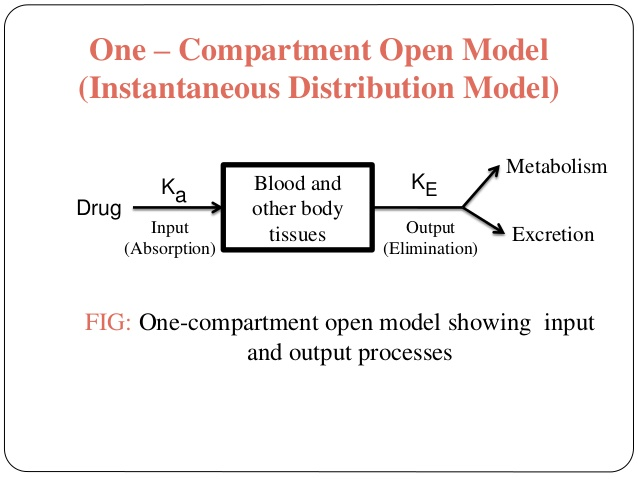 One – Compartment Open Model
(Instantaneous Distribution Model)
Drug
Ka
Input
(Absorption)
Blood and
other body
tissues
KE
Output
(Elimination)
Metabolism
Excretion
FIG: One-compartment open model showing input
and output processes